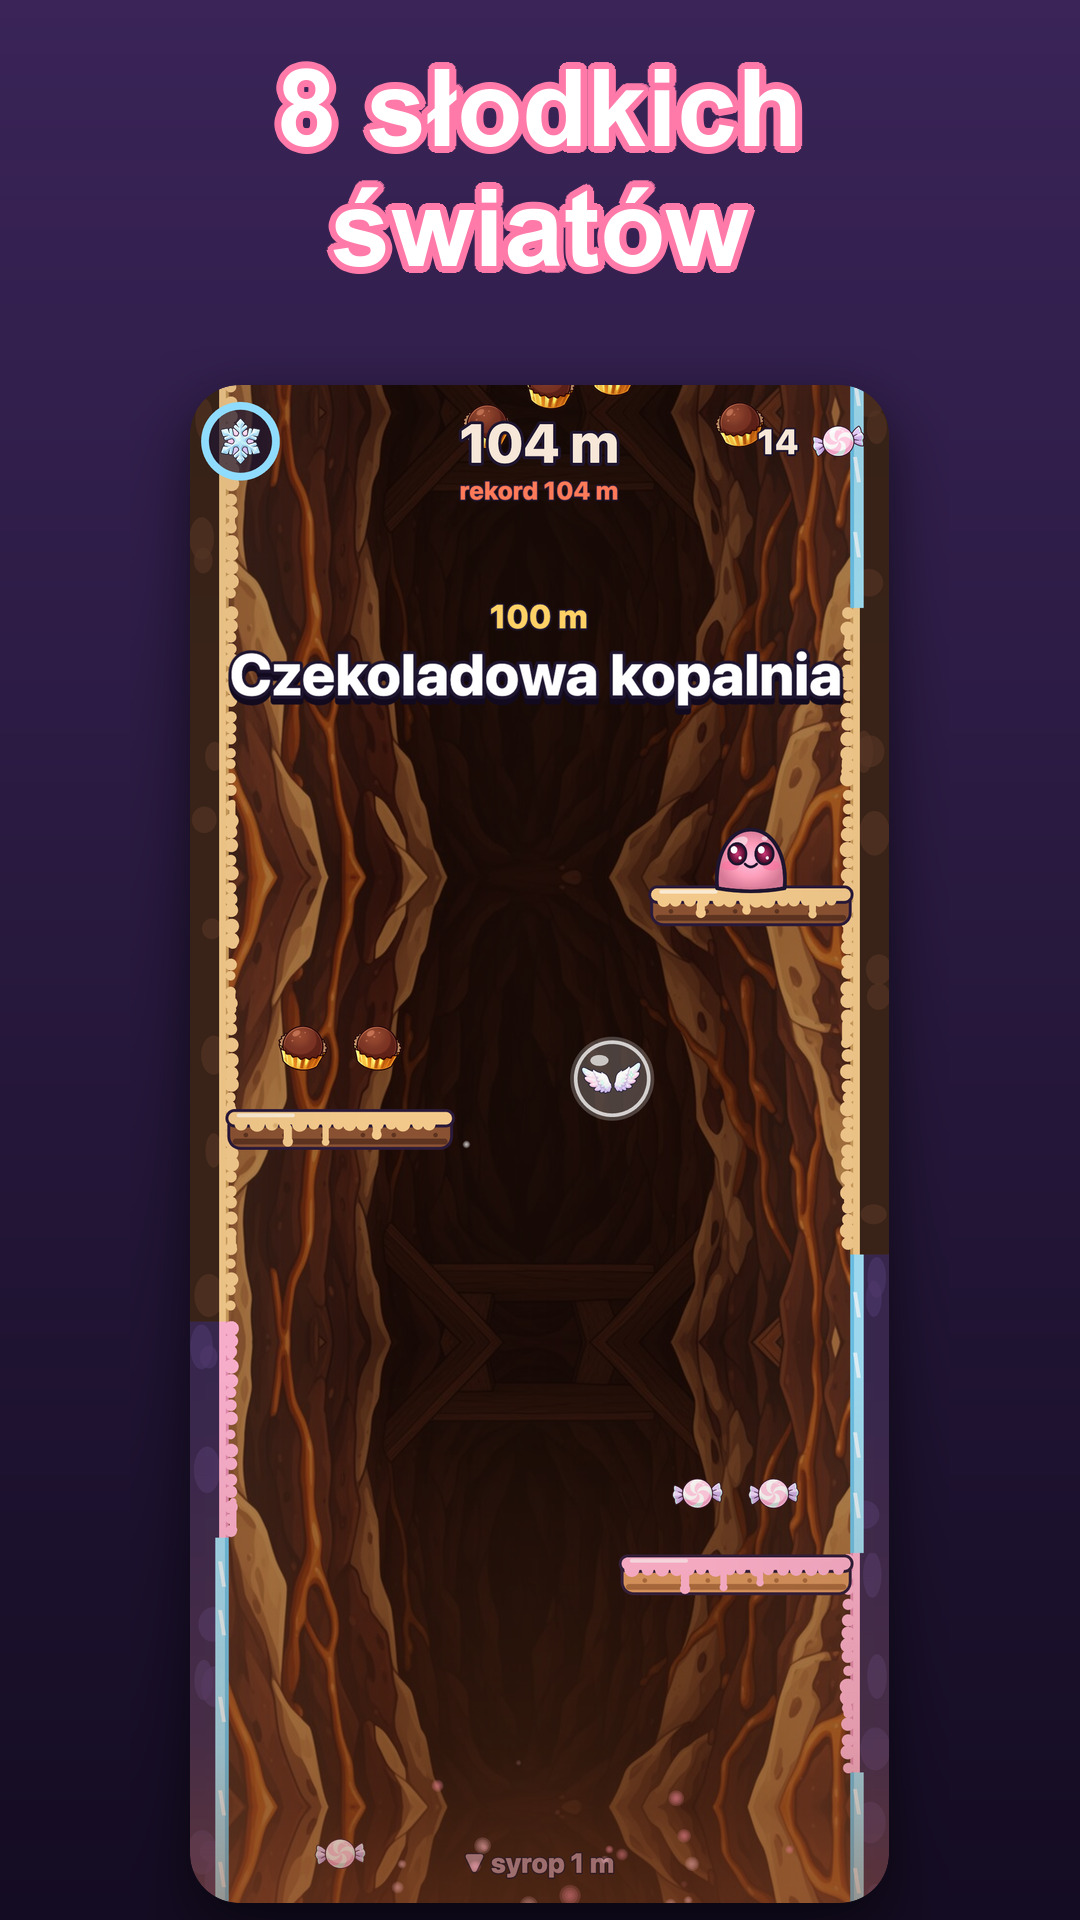 8 słodkich
światów
104 m
14
rekord 104 m
100 m
Czekoladowa kopalnia
syrop 1 m